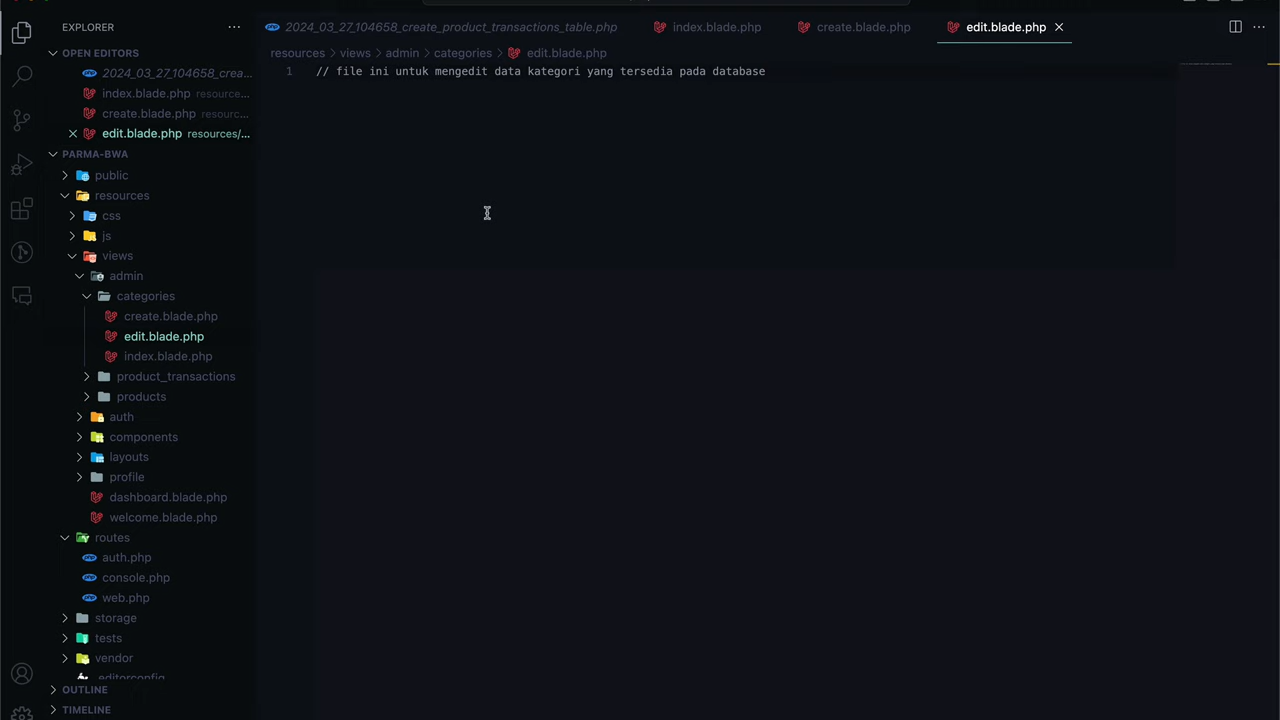 EXPLORER
2024_03_27_104658_create_product_transactions_table.php
index.blade.php
create.blade.php
edit.blade.php
OPEN EDITORS
2024_03_27_104658_crea...
index.blade.php resource...
create.blade.php resourc...
edit.blade.php resources/...
resources > views > admin > categories > edit.blade.php
1 // file ini untuk mengedit data kategori yang tersedia pada database
PARMA-BWA
public
resources
css
js
views
admin
categories
create.blade.php
edit.blade.php
index.blade.php
product_transactions
products
auth
components
layouts
profile
dashboard.blade.php
welcome.blade.php
routes
auth.php
console.php
web.php
storage
tests
vendor
.editorconfig
OUTLINE
TIMELINE